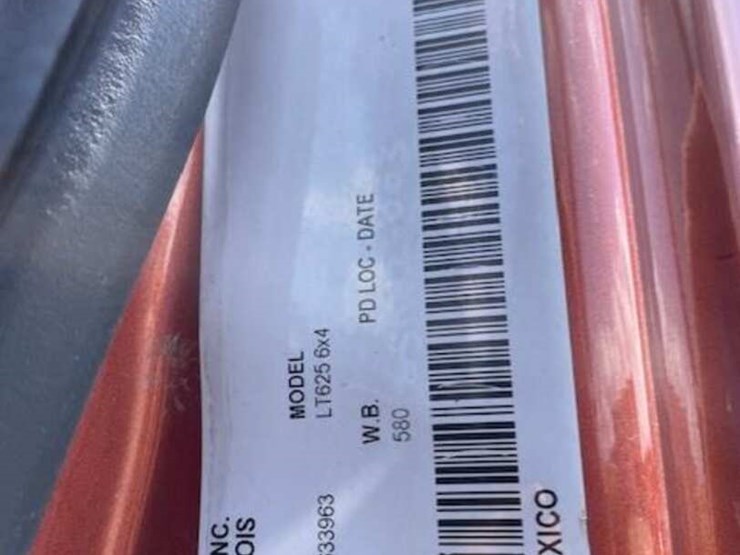 NC.
OIS
MODEL
LT625 6x4
33963
W.B.
580
PD LOC - DATE
XICO